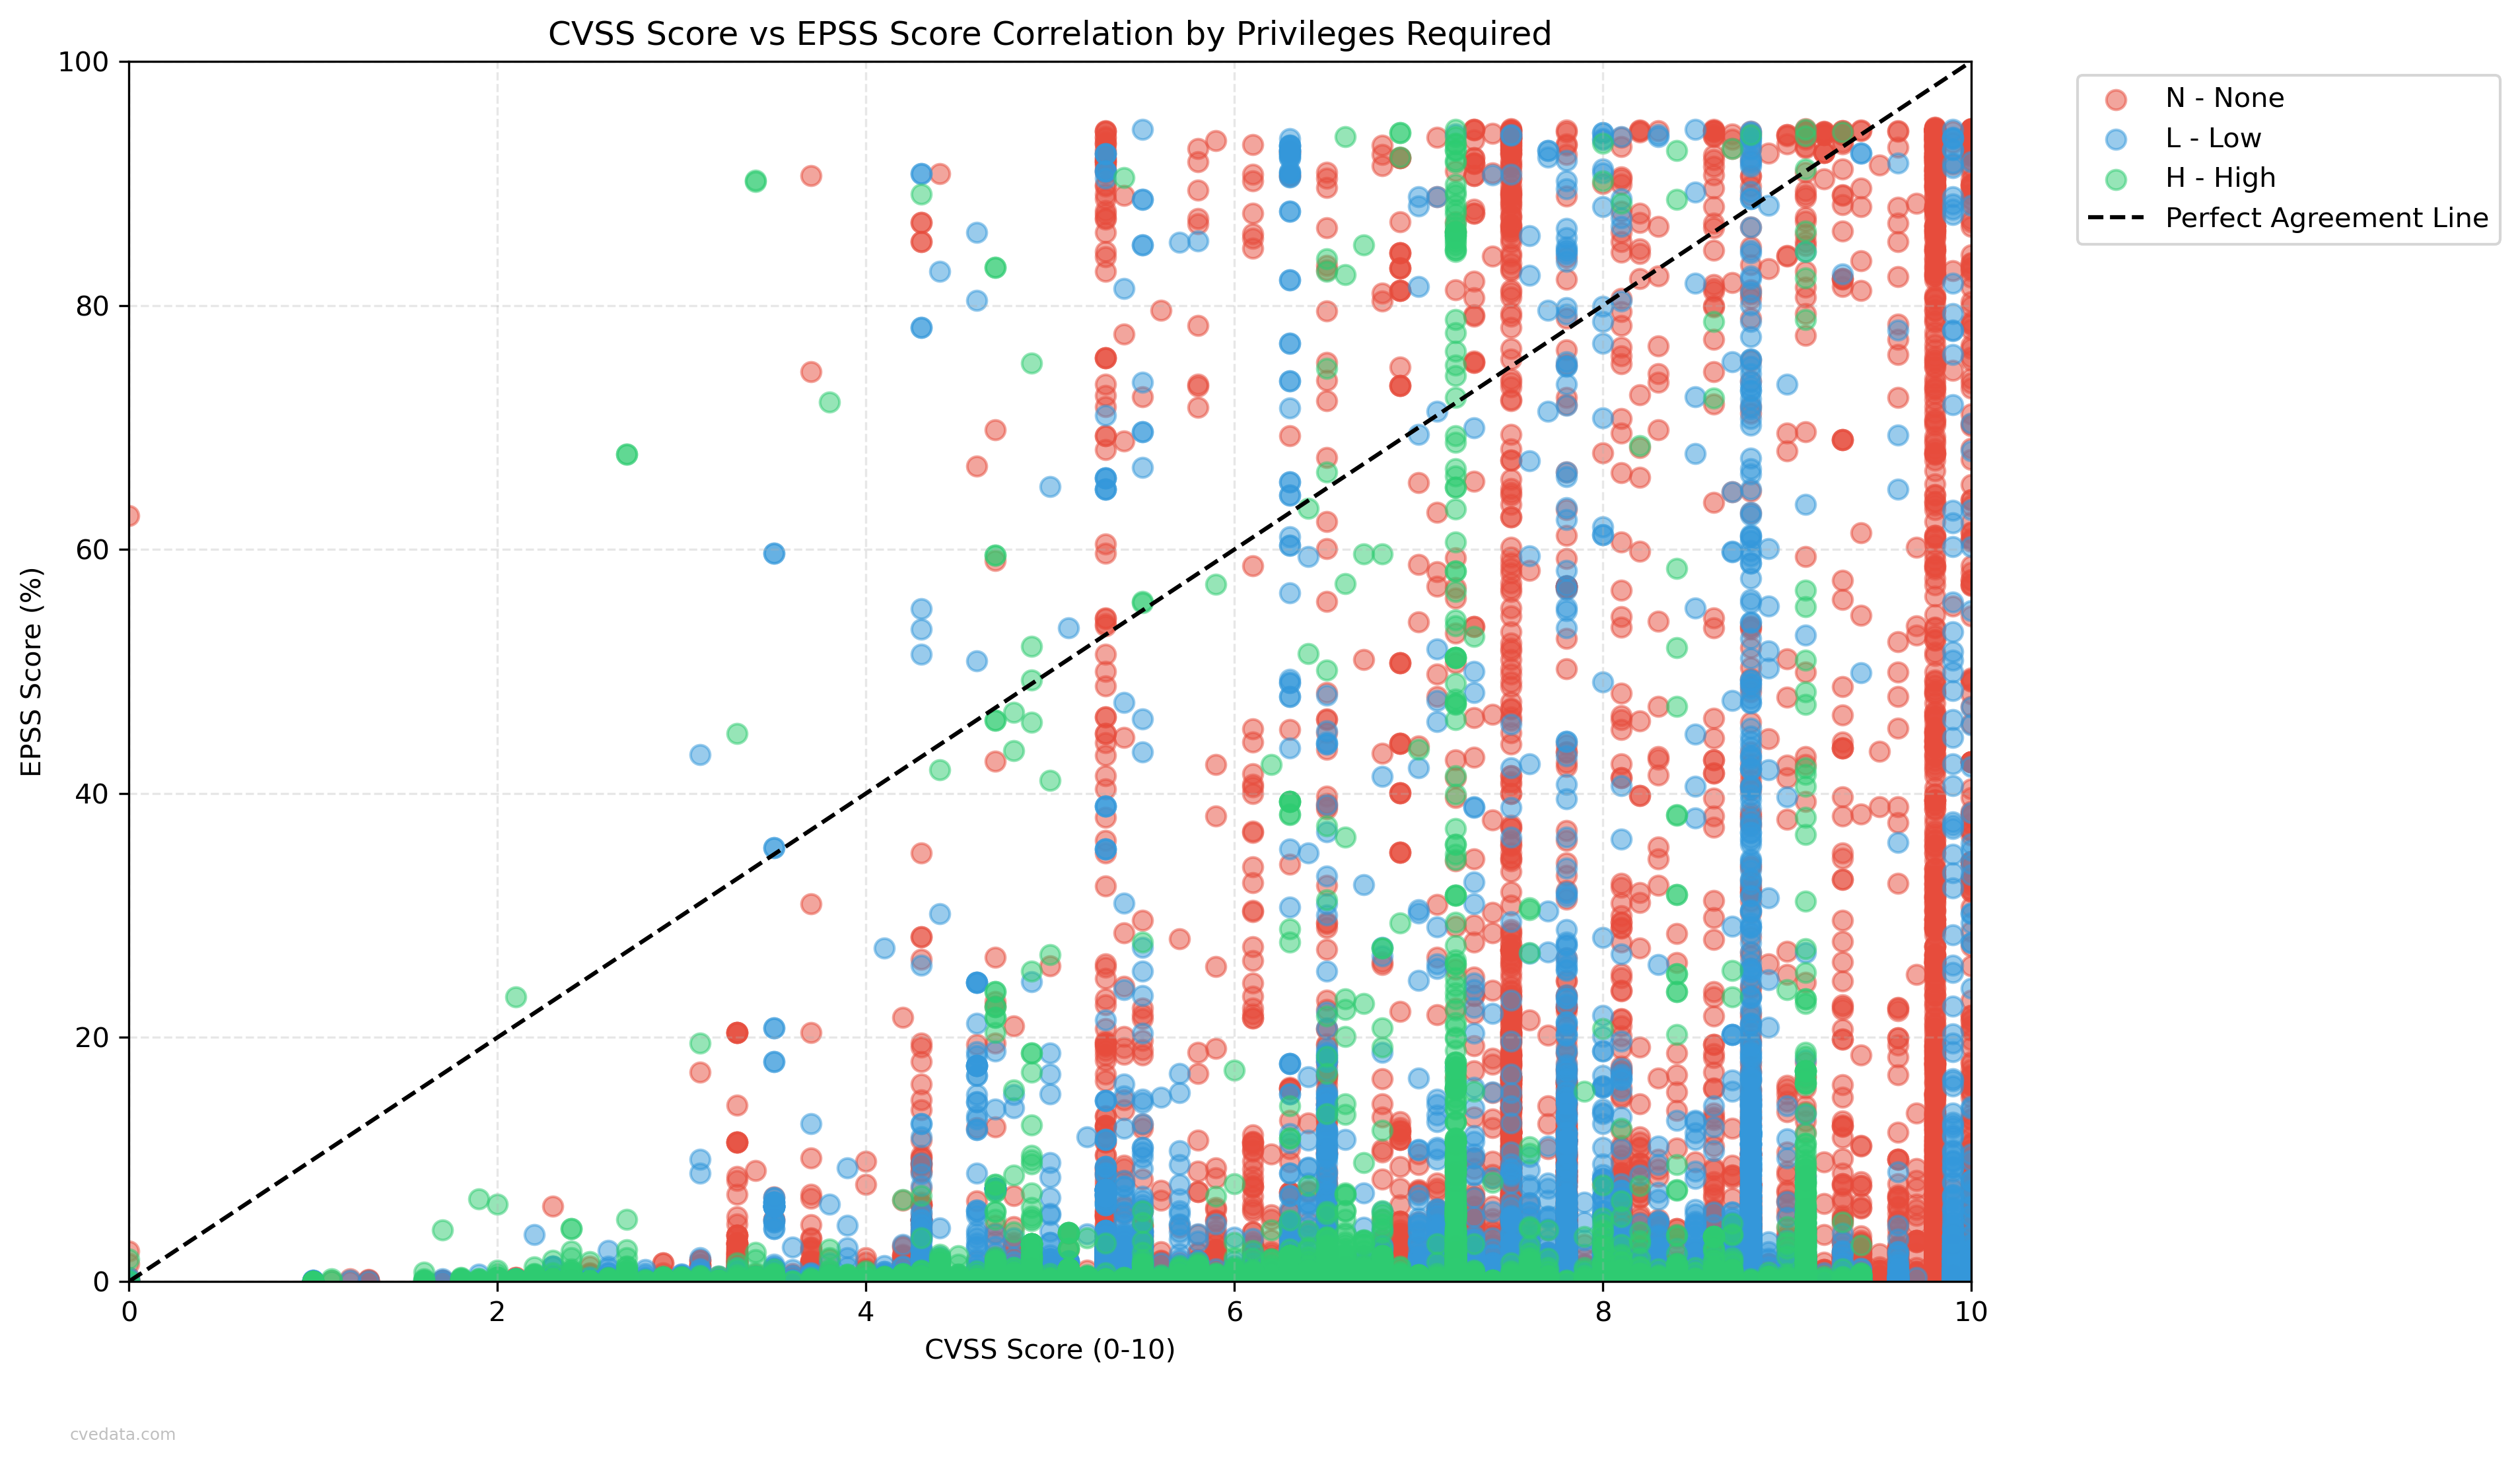 CVSS Score vs EPSS Score Correlation by Privileges Required
100
80
60
40
20
0
EPSS Score (%)
0 2 4 6 8 10
CVSS Score (0-10)
N - None
L - Low
H - High
Perfect Agreement Line
cvedata.com